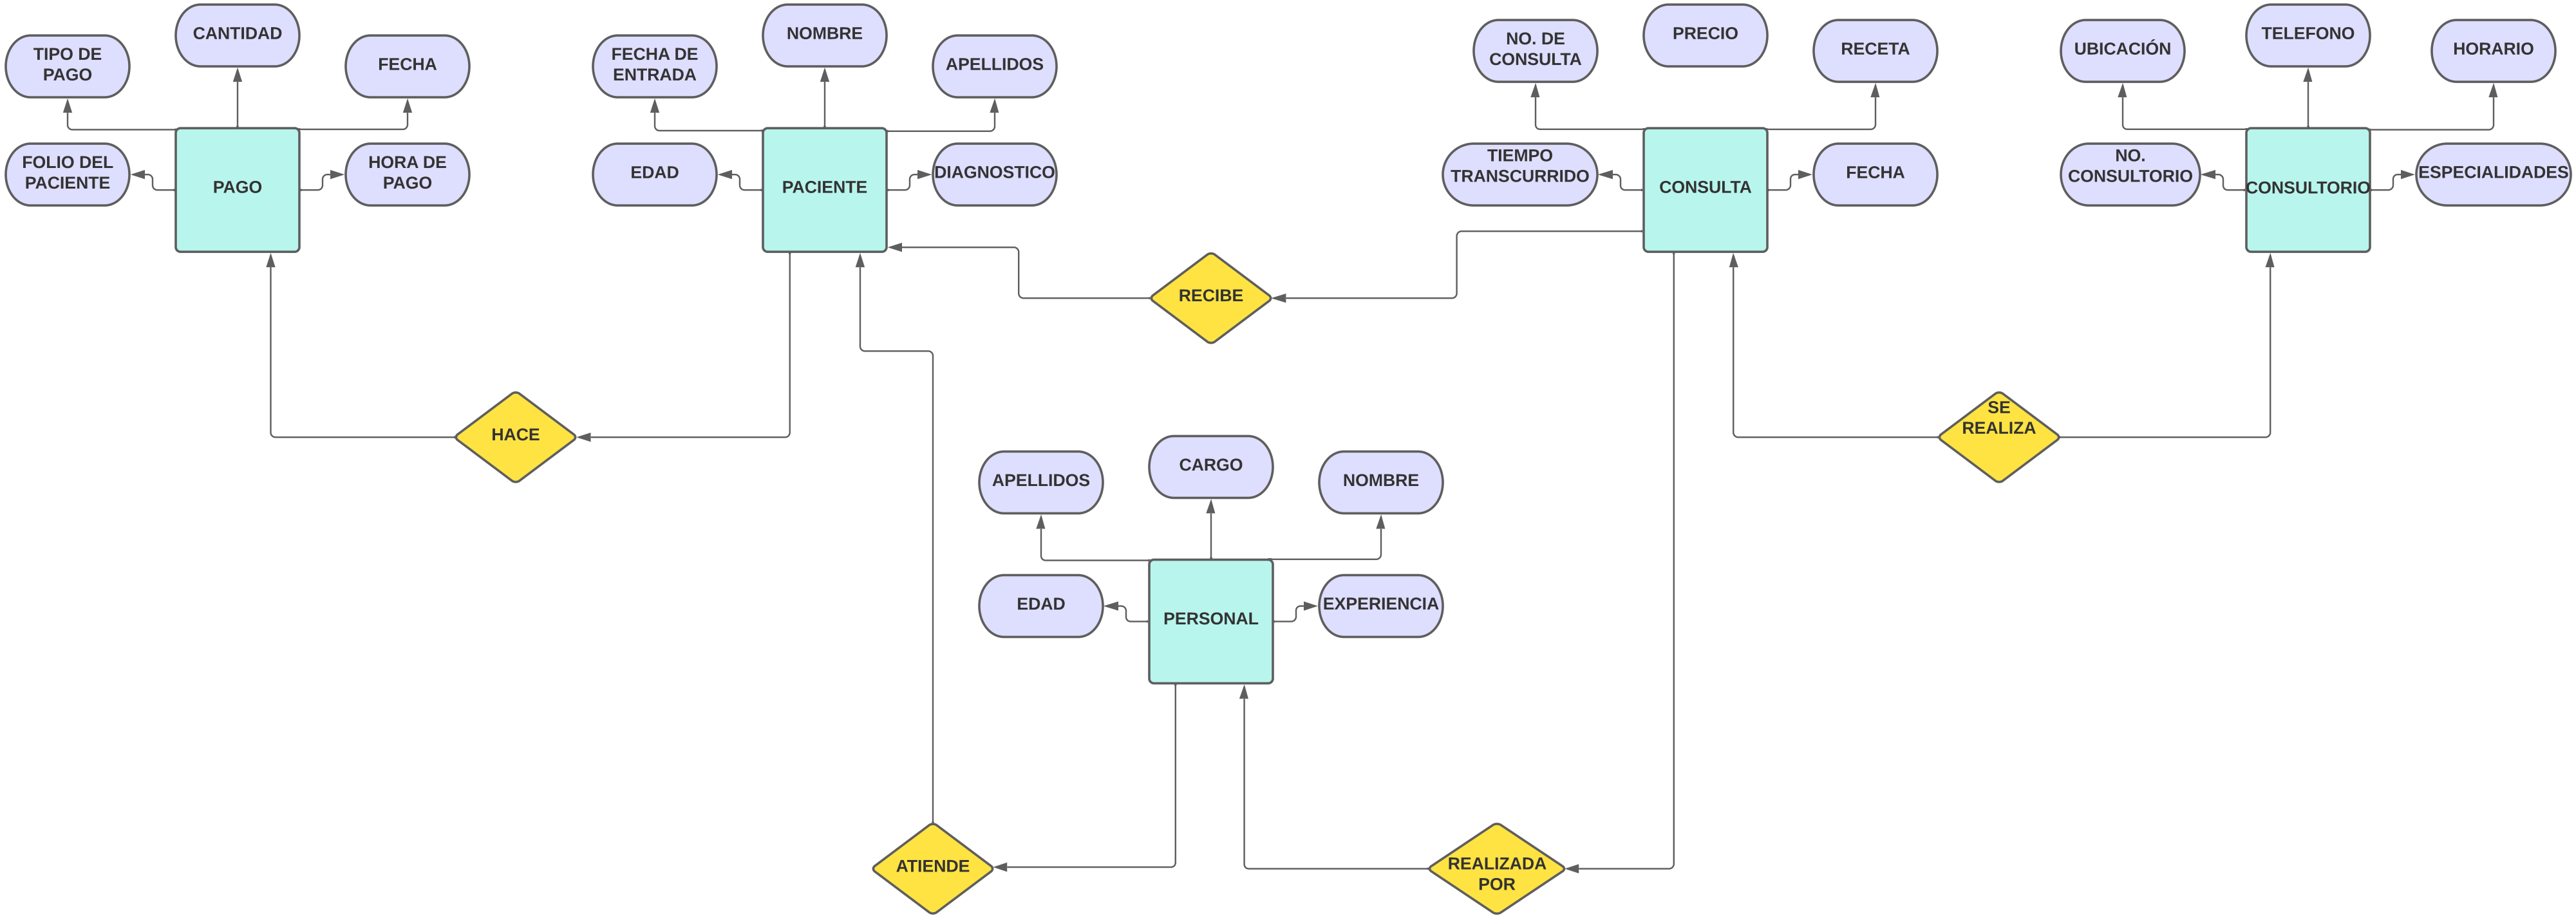 CANTIDAD
TIPO DE
PAGO
FECHA
FOLIO DEL
PACIENTE
HORA DE
PAGO
PAGO
NOMBRE
FECHA DE
ENTRADA
APELLIDOS
EDAD
DIAGNOSTICO
PACIENTE
PRECIO
NO. DE
CONSULTA
RECETA
TIEMPO
TRANSCURRIDO
FECHA
CONSULTA
TELEFONO
UBICACIÓN
HORARIO
NO.
CONSULTORIO
ESPECIALIDADES
CONSULTORIO
RECIBE
HACE
SE
REALIZA
CARGO
APELLIDOS
NOMBRE
EDAD
EXPERIENCIA
PERSONAL
ATIENDE
REALIZADA
POR